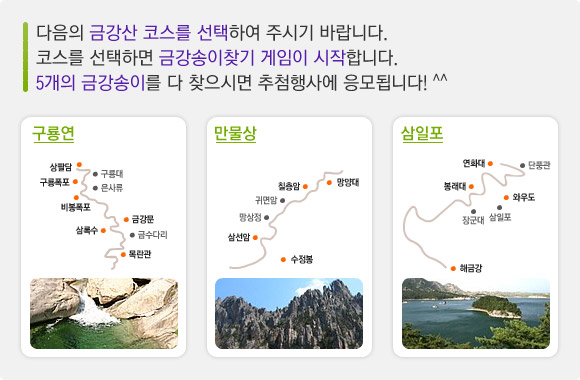 다음의 금강산 코스를 선택하여 주시기 바랍니다.
코스를 선택하면 금강송이찾기 게임이 시작합니다.
5개의 금강송이를 다 찾으시면 추첨행사에 응모됩니다! ^^
구룡연
상팔담
구룡대
구룡폭포
은사류
비봉폭포
금강문
삼록수
금수다리
목란관
만물상
칠층암
망양대
귀면암
망상정
삼선암
수정봉
삼일포
연화대
단풍관
봉래대
와우도
장군대
삼일포
해금강